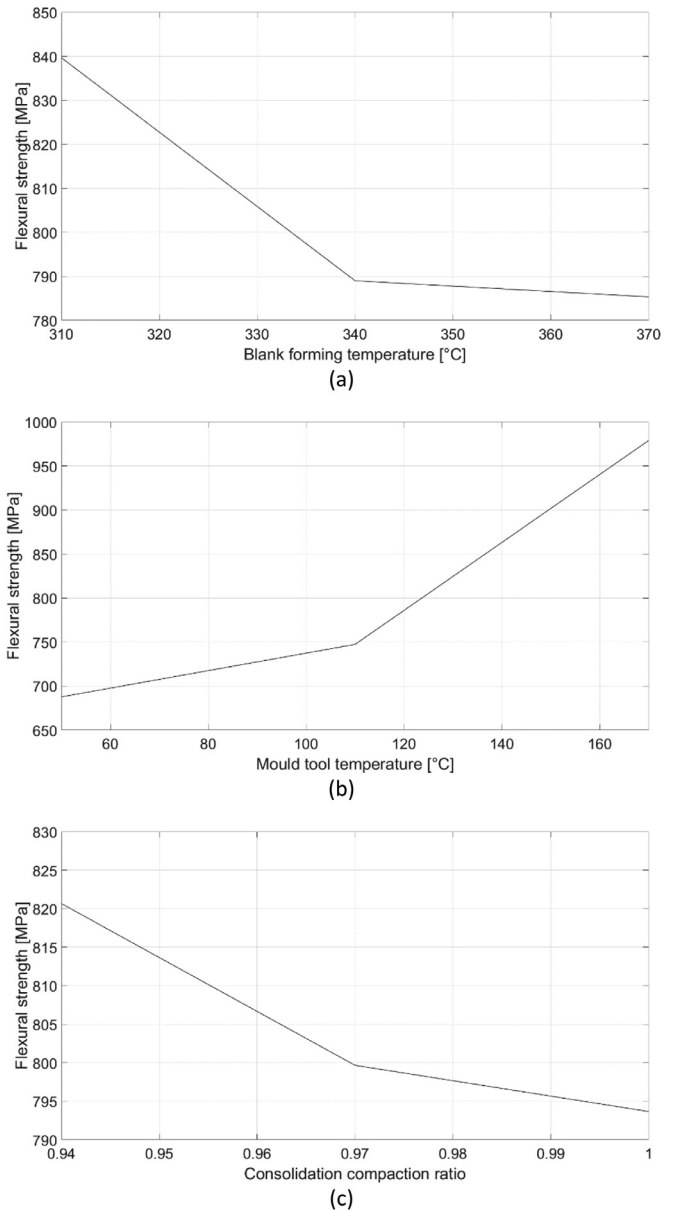 850
840
830
820
810
800
790
780
Flexural strength [MPa]
310 320 330 340 350 360 370
Blank forming temperature [°C]
(a)
1000
950
900
850
800
750
700
650
Flexural strength [MPa]
60 80 100 120 140 160
Mould tool temperature [°C]
(b)
830
825
820
815
810
805
800
795
790
Flexural strength [MPa]
0.94 0.95 0.96 0.97 0.98 0.99 1
Consolidation compaction ratio
(c)